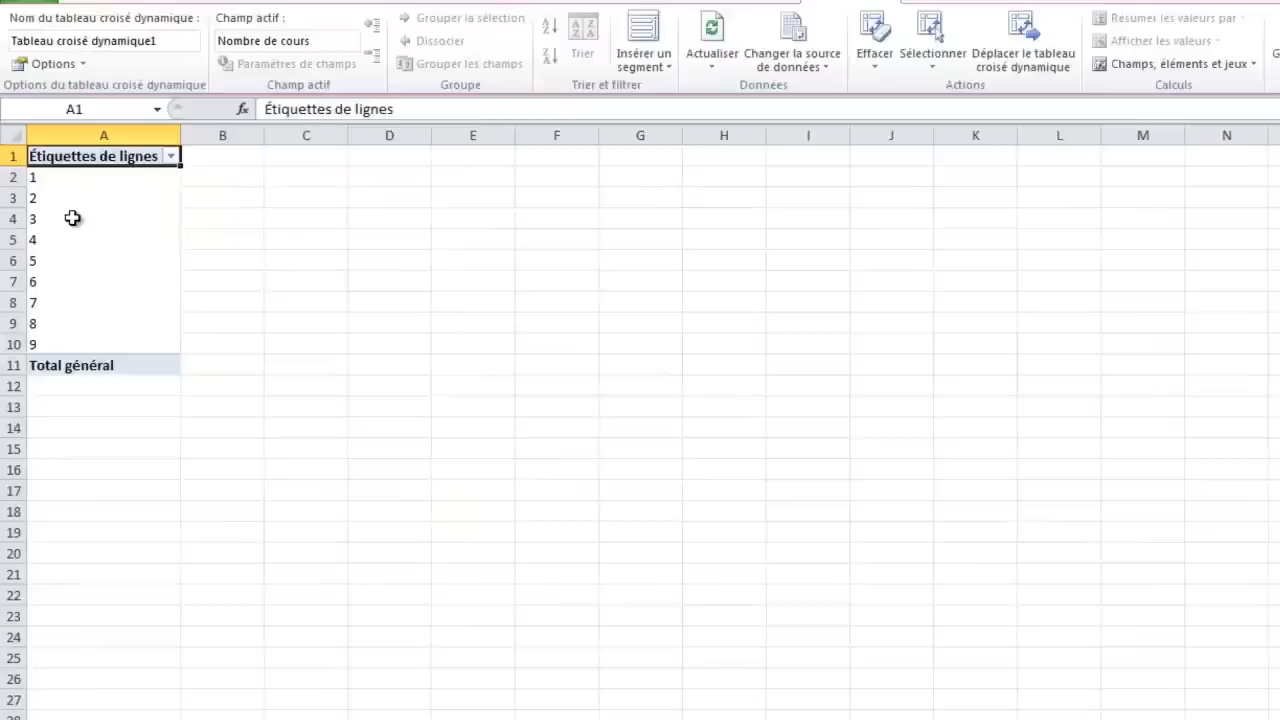 Nom du tableau croisé dynamique :
Tableau croisé dynamique1
Options
Options du tableau croisé dynamique
Champ actif :
Nombre de cours
Paramètres de champs
Champ actif
Grouper la sélection
Dissocier
Grouper les champs
Groupe
Trier
Insérer un
segment
Trier et filtrer
Actualiser
Changer la source
de données
Données
Effacer
Sélectionner
Déplacer le tableau
croisé dynamique
Actions
Résumer les valeurs par
Afficher les valeurs
Champs, éléments et jeux
Calculs
A1
fx
Étiquettes de lignes
A B C D E F G H I J K L M N
1 Étiquettes de lignes
2 1
3 2
4 3
5 4
6 5
7 6
8 7
9 8
10 9
11 Total général
12
13
14
15
16
17
18
19
20
21
22
23
24
25
26
27